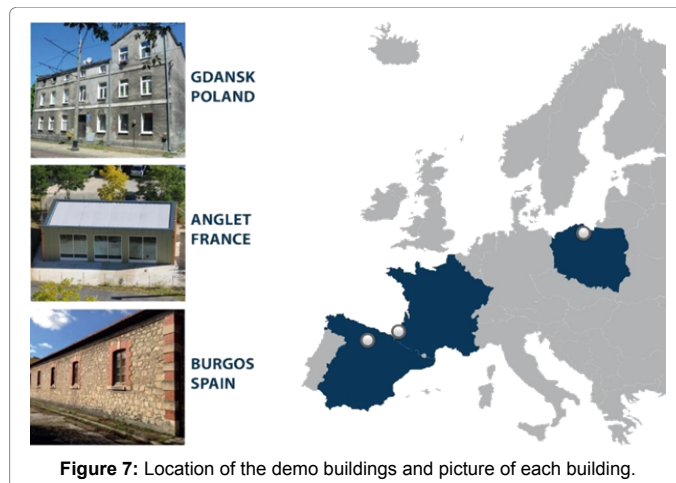 GDANSK
POLAND
ANGLET
FRANCE
BURGOS
SPAIN
Figure 7: Location of the demo buildings and picture of each building.